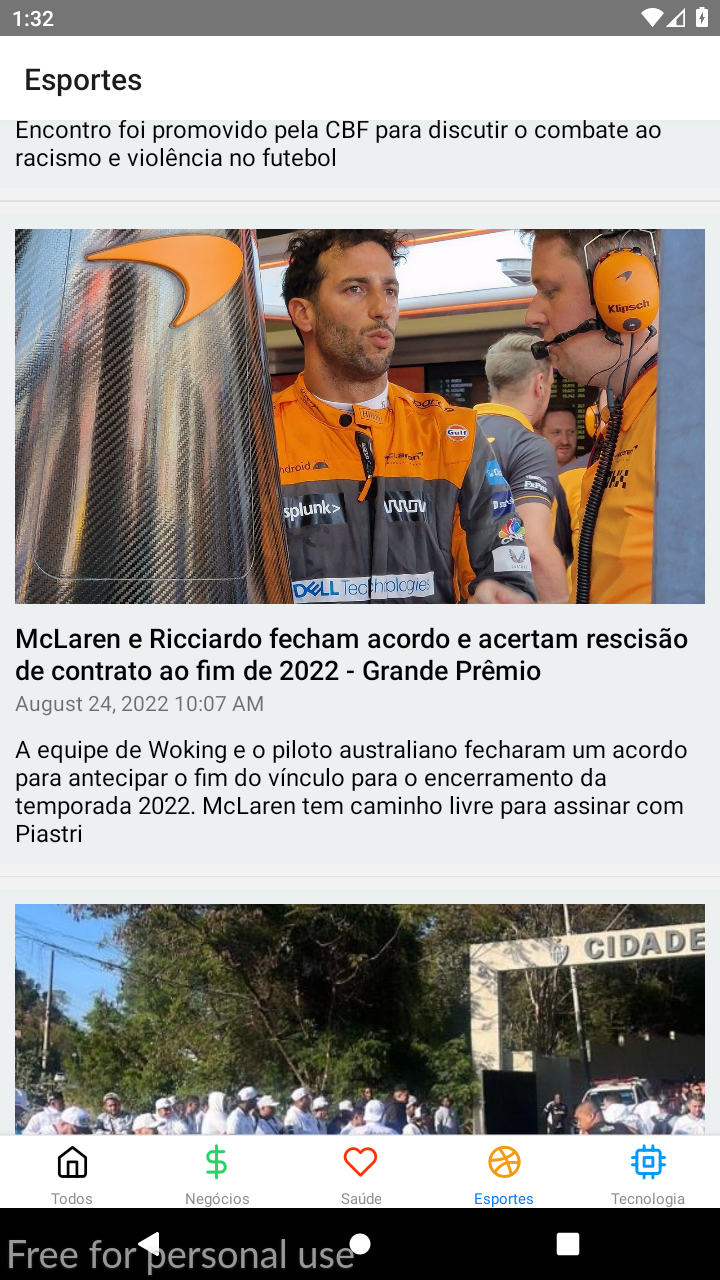 1:32
Esportes
Encontro foi promovido pela CBF para discutir o combate ao
racismo e violência no futebol
Klipsch
Gulf
android
McLaren
splunk>
DELL Technologies
McLaren e Ricciardo fecham acordo e acertam rescisão
de contrato ao fim de 2022 - Grande Prêmio
August 24, 2022 10:07 AM
A equipe de Woking e o piloto australiano fecharam um acordo
para antecipar o fim do vínculo para o encerramento da
temporada 2022. McLaren tem caminho livre para assinar com
Piastri
CIDADE
Todos
Negócios
Saúde
Esportes
Tecnologia
Free for personal use